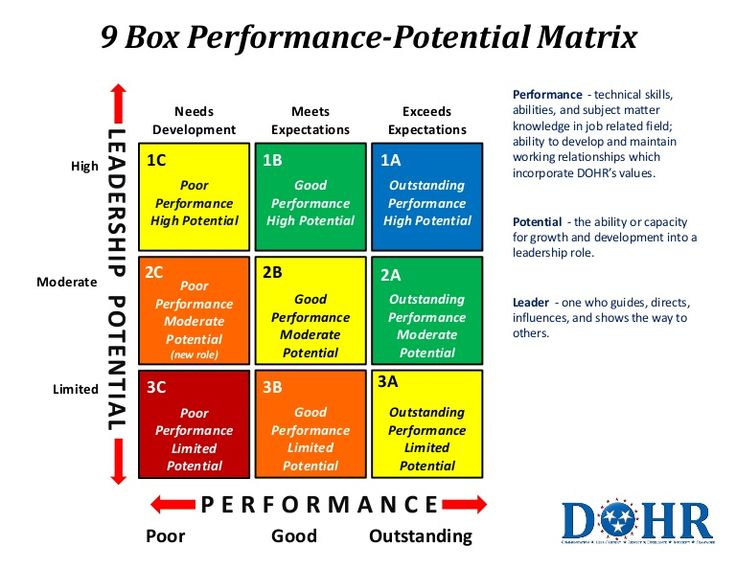 9 Box Performance-Potential Matrix
Needs
Development
Meets
Expectations
Exceeds
Expectations
LEADERSHIP POTENTIAL
High
1C
Poor
Performance
High Potential
1B
Good
Performance
High Potential
1A
Outstanding
Performance
High Potential
Moderate
2C
Poor
Performance
Moderate
Potential
(new role)
2B
Good
Performance
Moderate
Potential
2A
Outstanding
Performance
Moderate
Potential
Limited
3C
Poor
Performance
Limited
Potential
3B
Good
Performance
Limited
Potential
3A
Outstanding
Performance
Limited
Potential
PERFORMANCE
Poor
Good
Outstanding
Performance - technical skills,
abilities, and subject matter
knowledge in job related field;
ability to develop and maintain
working relationships which
incorporate DOHR's values.
Potential - the ability or capacity
for growth and development into a
leadership role.
Leader - one who guides, directs,
influences, and shows the way to
others.
DOHR